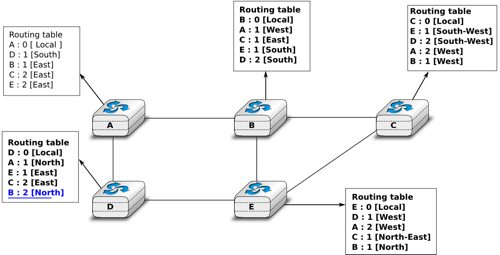 Routing table
A : 0 [ Local ]
D : 1 [South]
B : 1 [East]
C : 2 [East]
E : 2 [East]
Routing table
B : 0 [Local]
A : 1 [West]
C : 1 [East]
E : 1 [South]
D : 2 [South]
Routing table
C : 0 [Local]
E : 1 [South-West]
D : 2 [South-West]
A : 2 [West]
B : 1 [West]
A
B
C
Routing table
D : 0 [Local]
A : 1 [North]
E : 1 [East]
C : 2 [East]
B : 2 [North]
D
E
Routing table
E : 0 [Local]
D : 1 [West]
A : 2 [West]
C : 1 [North-East]
B : 1 [North]